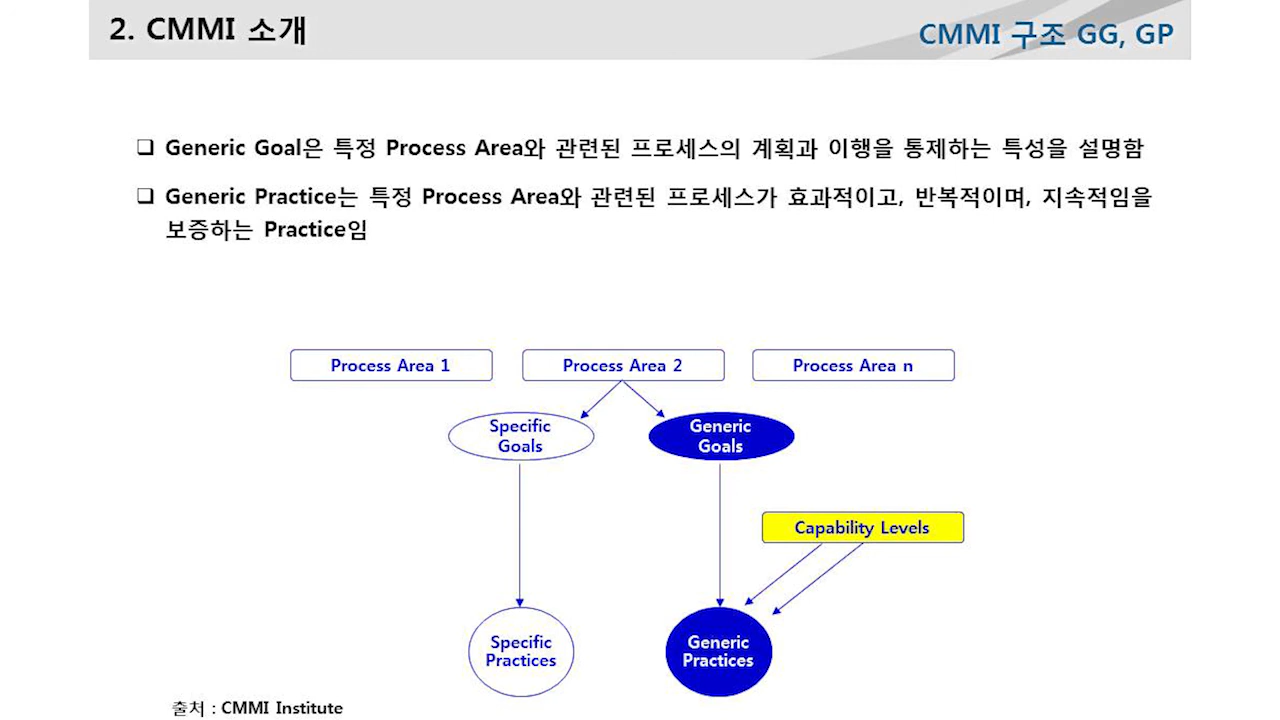 2. CMMI 소개
CMMI 구조 GG, GP
❑ Generic Goal은 특정 Process Area와 관련된 프로세스의 계획과 이행을 통제하는 특성을 설명함
❑ Generic Practice는 특정 Process Area와 관련된 프로세스가 효과적이고, 반복적이며, 지속적임을
보증하는 Practice임
Process Area 1
Process Area 2
Process Area n
Specific
Goals
Generic
Goals
Capability Levels
Specific
Practices
Generic
Practices
출처 : CMMI Institute